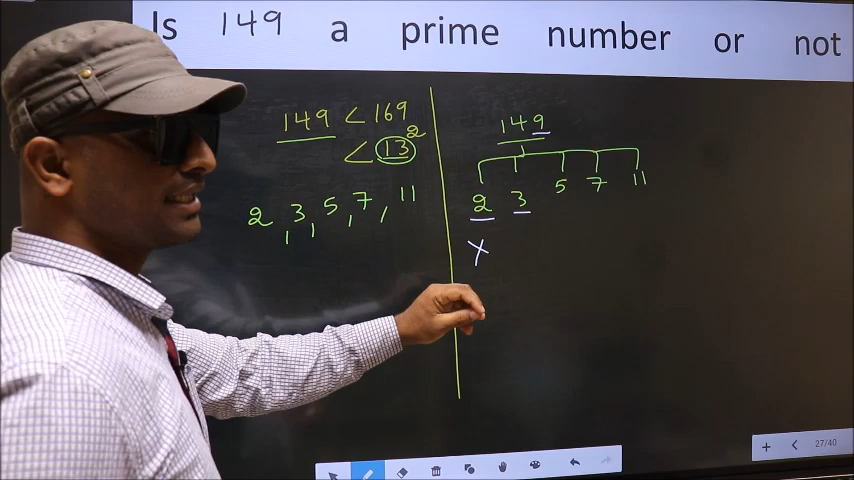 Is 149 a prime number or not
149 < 169
< 13²
2, 3, 5, 7, 11
149
2 3 5 7 11
X
27/40